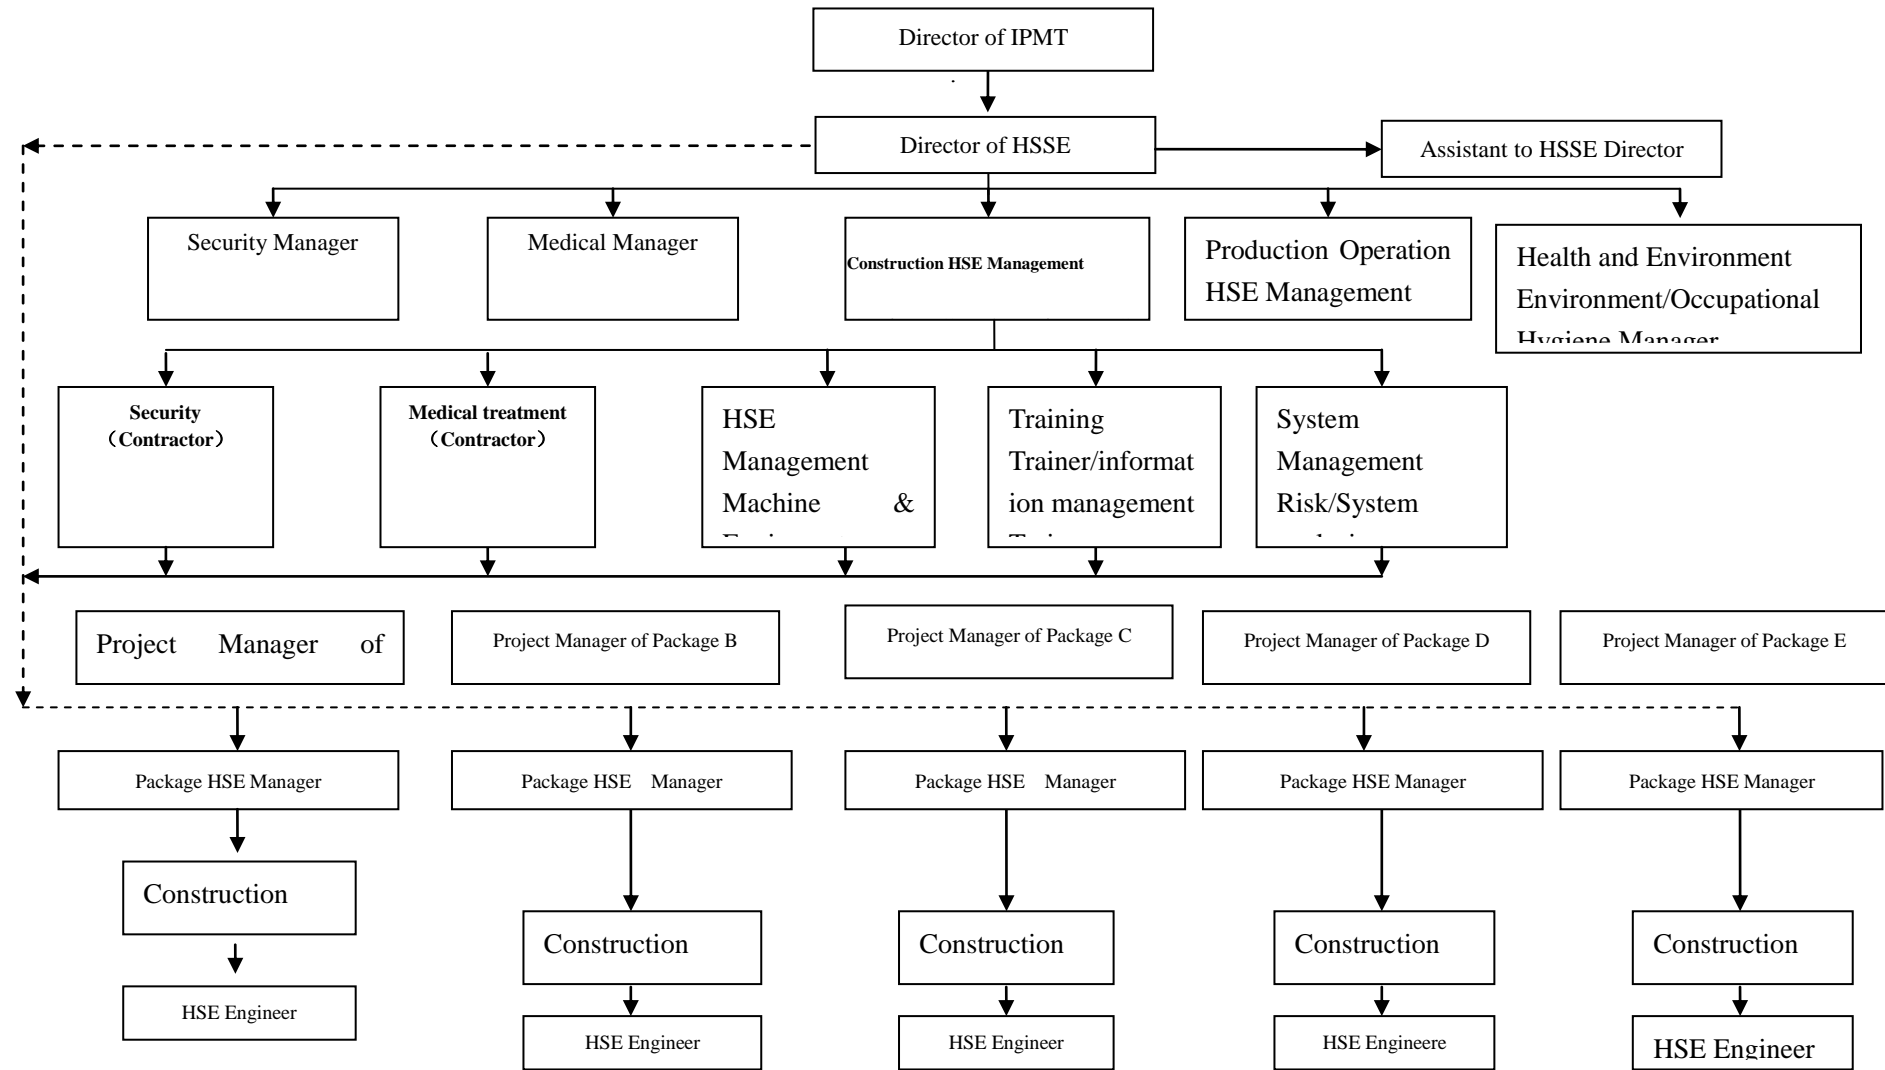 Director of IPMT
Director of HSSE
Assistant to HSSE Director
Security Manager
Medical Manager
Construction HSE Management
Production Operation
HSE Management
Health and Environment
Environment/Occupational
Hygiene Manager
Security
（Contractor）
Medical treatment
（Contractor）
HSE
Management
Machine &
Training
Trainer/informat
ion management
System
Management
Risk/System
Project Manager of
Project Manager of Package B
Project Manager of Package C
Project Manager of Package D
Project Manager of Package E
Package HSE Manager
Package HSE Manager
Package HSE Manager
Package HSE Manager
Package HSE Manager
Construction
Construction
Construction
Construction
Construction
HSE Engineer
HSE Engineer
HSE Engineer
HSE Engineere
HSE Engineer